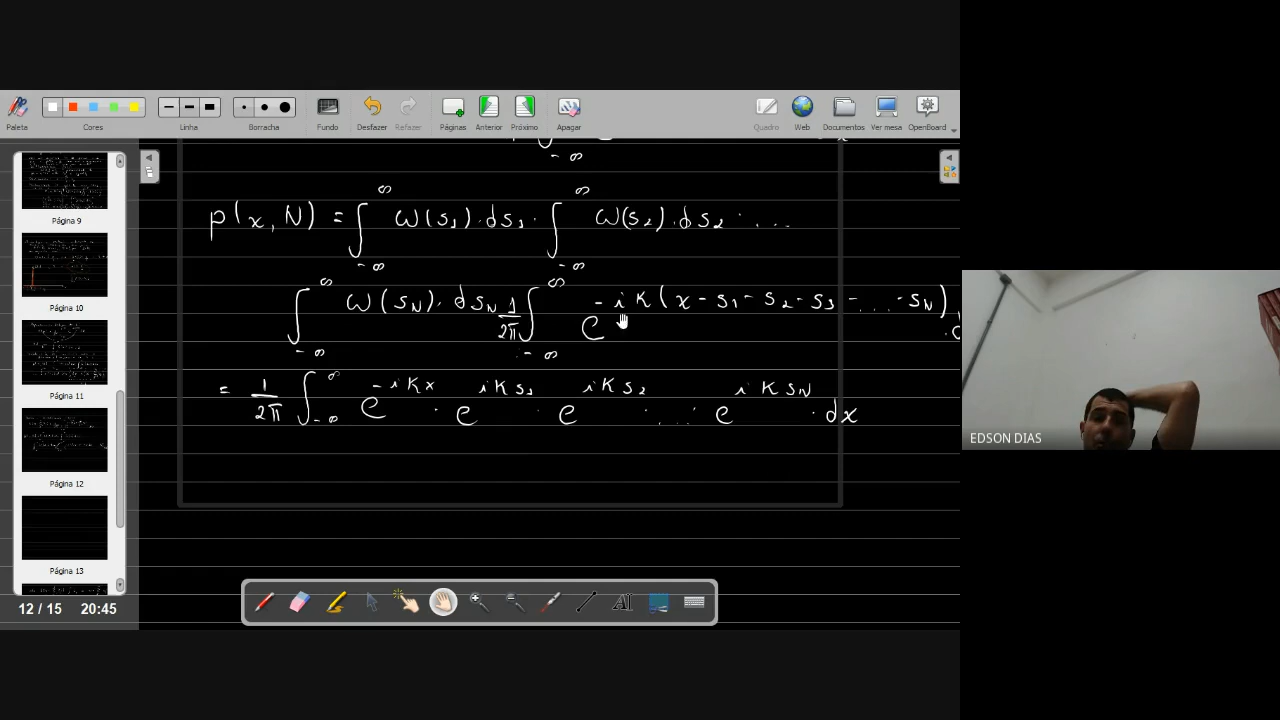 Paleta Cores Linha Borracha Fundo Desfazer Refazer Páginas Anterior Próximo Apagar Quadro Web Documentos Ver mesa OpenBoard
- ∞
Página 9
p(x, N) = ∫_{-∞}^{∞} ω(s₁)·ds₁ · ∫_{-∞}^{∞} ω(s₂)·ds₂ · ...
Página 10
∫_{-∞}^{∞} ω(s_N)·ds_N 1/2π ∫_{-∞}^{∞} e^{-iK(x - s₁ - s₂ - s₃ - ... - s_N)}
Página 11
= 1/2π ∫_{-∞}^{∞} e^{-iKx} · e^{iKs₁} · e^{iKs₂} · ... · e^{iKs_N} · dx
Página 12
Página 13
12 / 15 20:45
EDSON DIAS